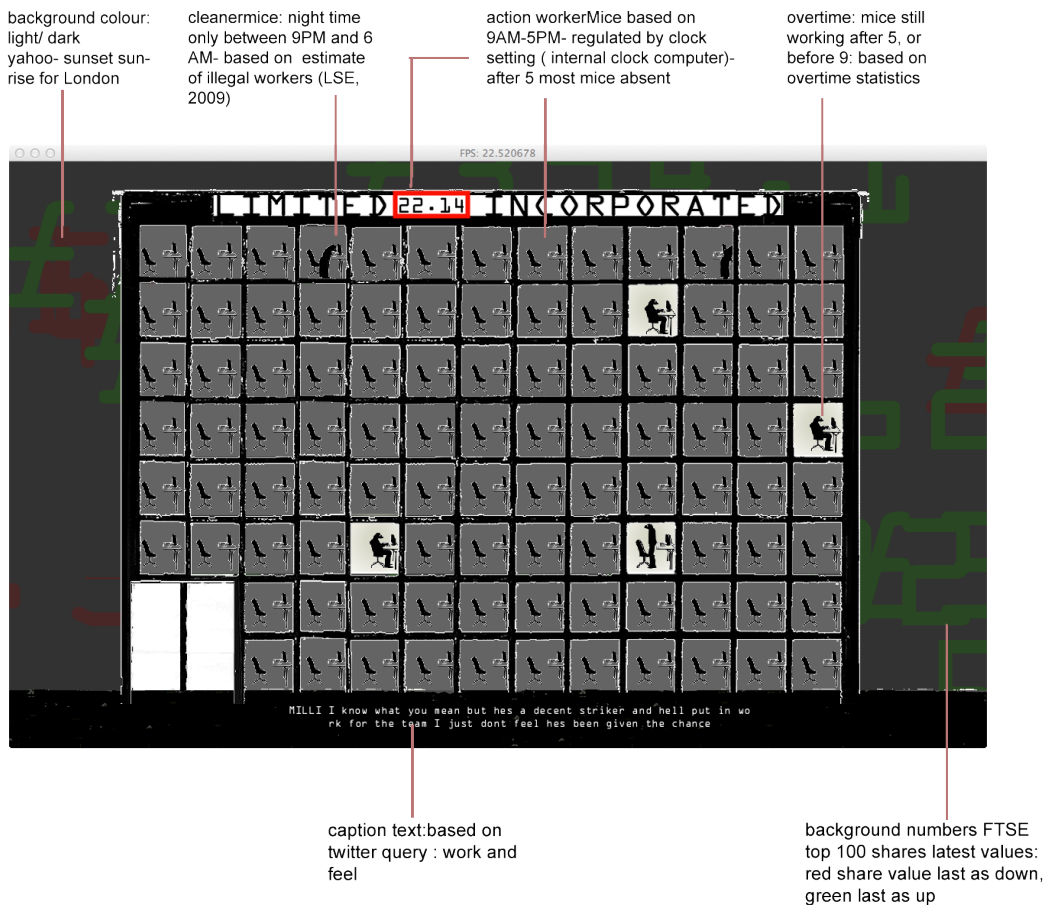 background colour:
light/ dark
yahoo- sunset sun-
rise for London
cleanermice: night time
only between 9PM and 6
AM- based on estimate
of illegal workers (LSE,
2009)
action workerMice based on
9AM-5PM- regulated by clock
setting ( internal clock computer)-
after 5 most mice absent
overtime: mice still
working after 5, or
before 9: based on
overtime statistics
FPS: 22.520678
LIMITED 22.14 INCORPORATED
MILLI I know what you mean but hes a decent striker and hell put in wo
rk for the team I just dont feel hes been given the chance
caption text:based on
twitter query : work and
feel
background numbers FTSE
top 100 shares latest values:
red share value last as down,
green last as up